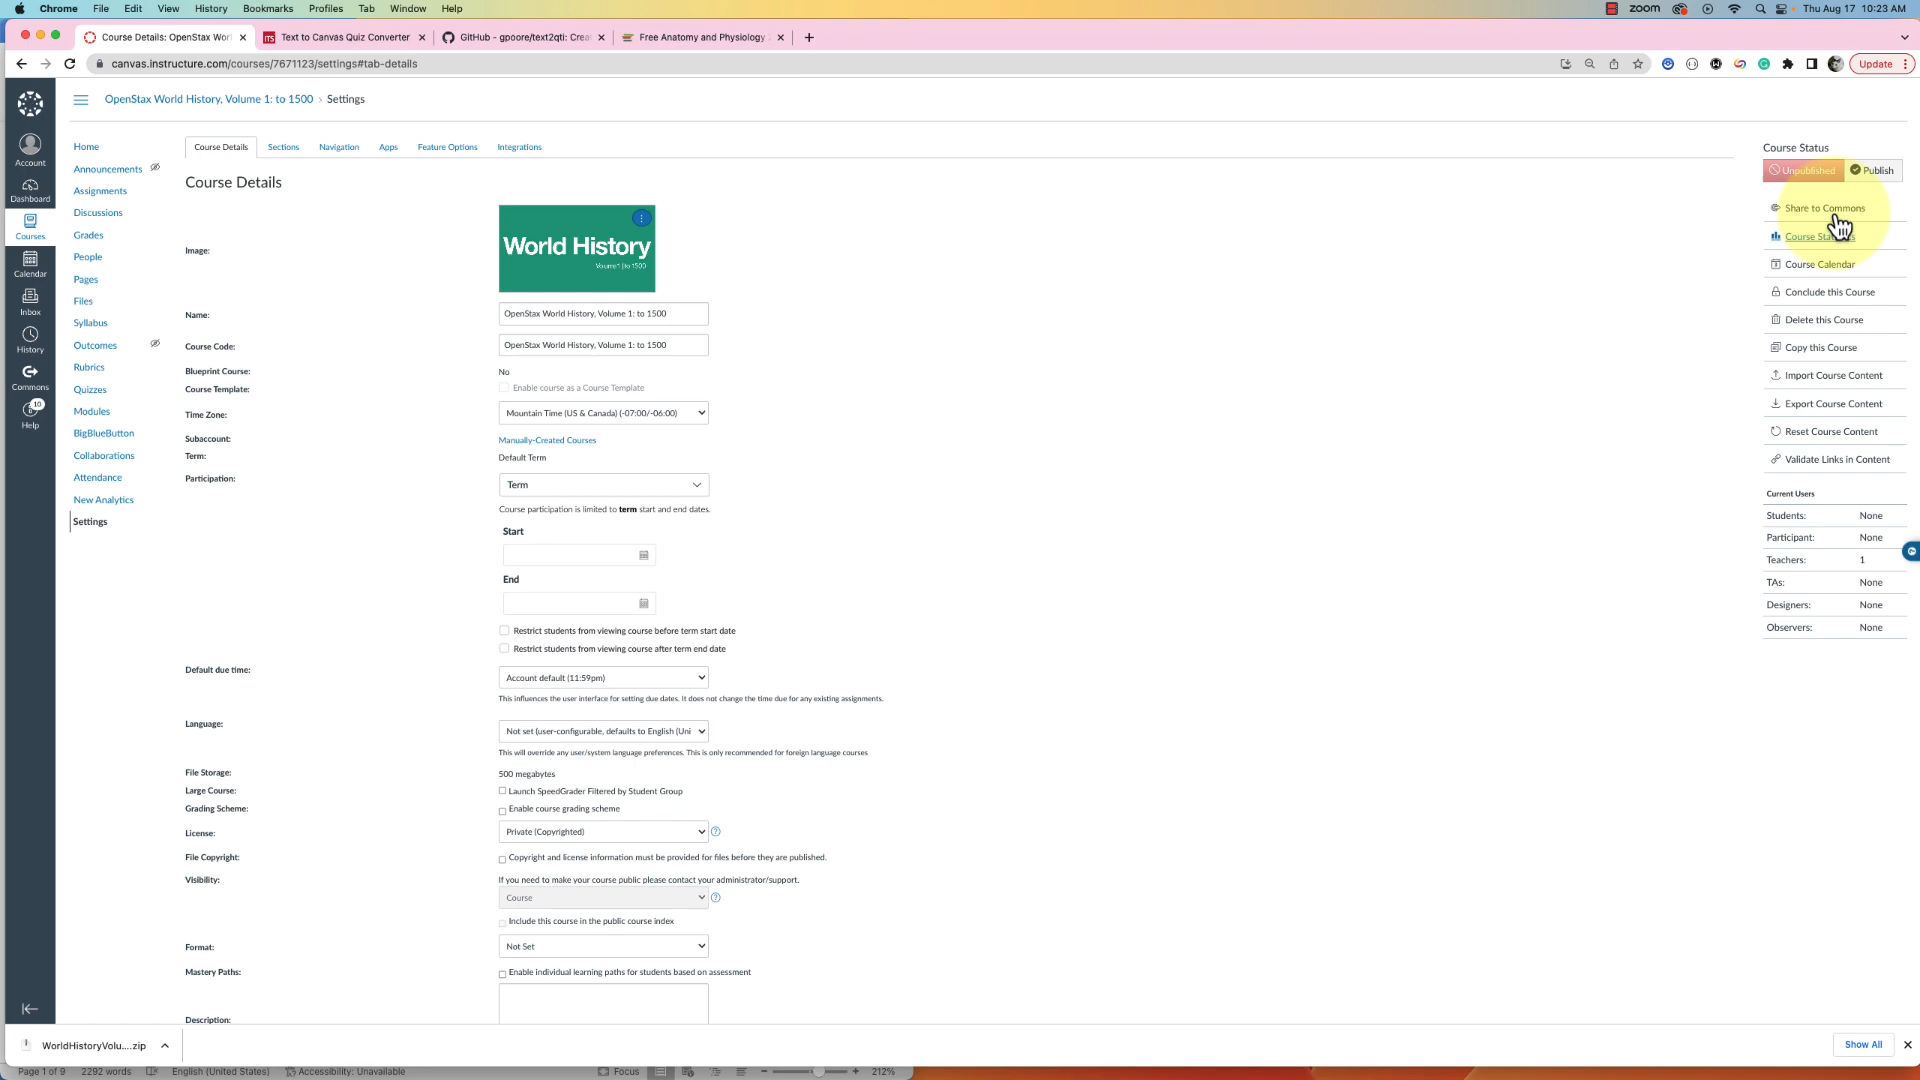 Chrome File Edit View History Bookmarks Profiles Tab Window Help zoom Thu Aug 17 10:23 AM
Course Details: OpenStax Wor Text to Canvas Quiz Converter GitHub - gpoore/text2qti: Crea Free Anatomy and Physiology
canvas.instructure.com/courses/7671123/settings#tab-details Update
OpenStax World History, Volume 1: to 1500 › Settings
Account
Dashboard
Courses
Calendar
Inbox
History
Commons
10
Help
Home
Announcements
Assignments
Discussions
Grades
People
Pages
Files
Syllabus
Outcomes
Rubrics
Quizzes
Modules
BigBlueButton
Collaborations
Attendance
New Analytics
Settings
Course Details Sections Navigation Apps Feature Options Integrations
Course Details
Image:
World History
Volume 1 | to 1500
Name: OpenStax World History, Volume 1: to 1500
Course Code: OpenStax World History, Volume 1: to 1500
Blueprint Course: No
Course Template: Enable course as a Course Template
Time Zone: Mountain Time (US & Canada) (-07:00/-06:00)
Subaccount: Manually-Created Courses
Term: Default Term
Participation: Term
Course participation is limited to term start and end dates.
Start
End
Restrict students from viewing course before term start date
Restrict students from viewing course after term end date
Default due time: Account default (11:59pm)
This influences the user interface for setting due dates. It does not change the time due for any existing assignments.
Language: Not set (user-configurable, defaults to English (Uni
This will override any user/system language preferences. This is only recommended for foreign language courses
File Storage: 500 megabytes
Large Course: Launch SpeedGrader Filtered by Student Group
Grading Scheme: Enable course grading scheme
License: Private (Copyrighted)
File Copyright: Copyright and license information must be provided for files before they are published.
Visibility: If you need to make your course public please contact your administrator/support.
Course
Include this course in the public course index
Format: Not Set
Mastery Paths: Enable individual learning paths for students based on assessment
Description:
Course Status
Unpublished Publish
Share to Commons
Course Sta
Course Calendar
Conclude this Course
Delete this Course
Copy this Course
Import Course Content
Export Course Content
Reset Course Content
Validate Links in Content
Current Users
Students: None
Participant: None
Teachers: 1
TAs: None
Designers: None
Observers: None
WorldHistoryVolu....zip Show All
Page 1 of 9 2292 words English (United States) Accessibility: Unavailable Focus 212%